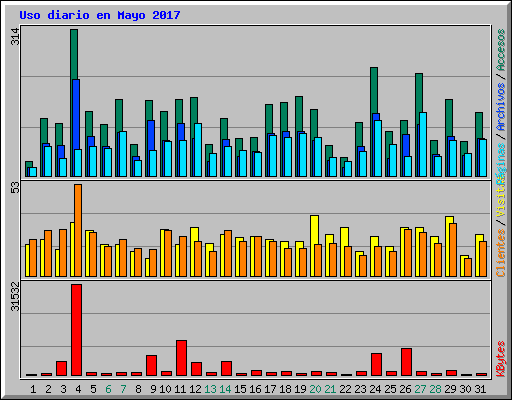 Uso diario en Mayo 2017
314
53
31532
Accesos
/
Archivos
/
Páginas
Visitas
/
Clientes
KBytes
1 2 3 4 5 6 7 8 9 10 11 12 13 14 15 16 17 18 19 20 21 22 23 24 25 26 27 28 29 30 31